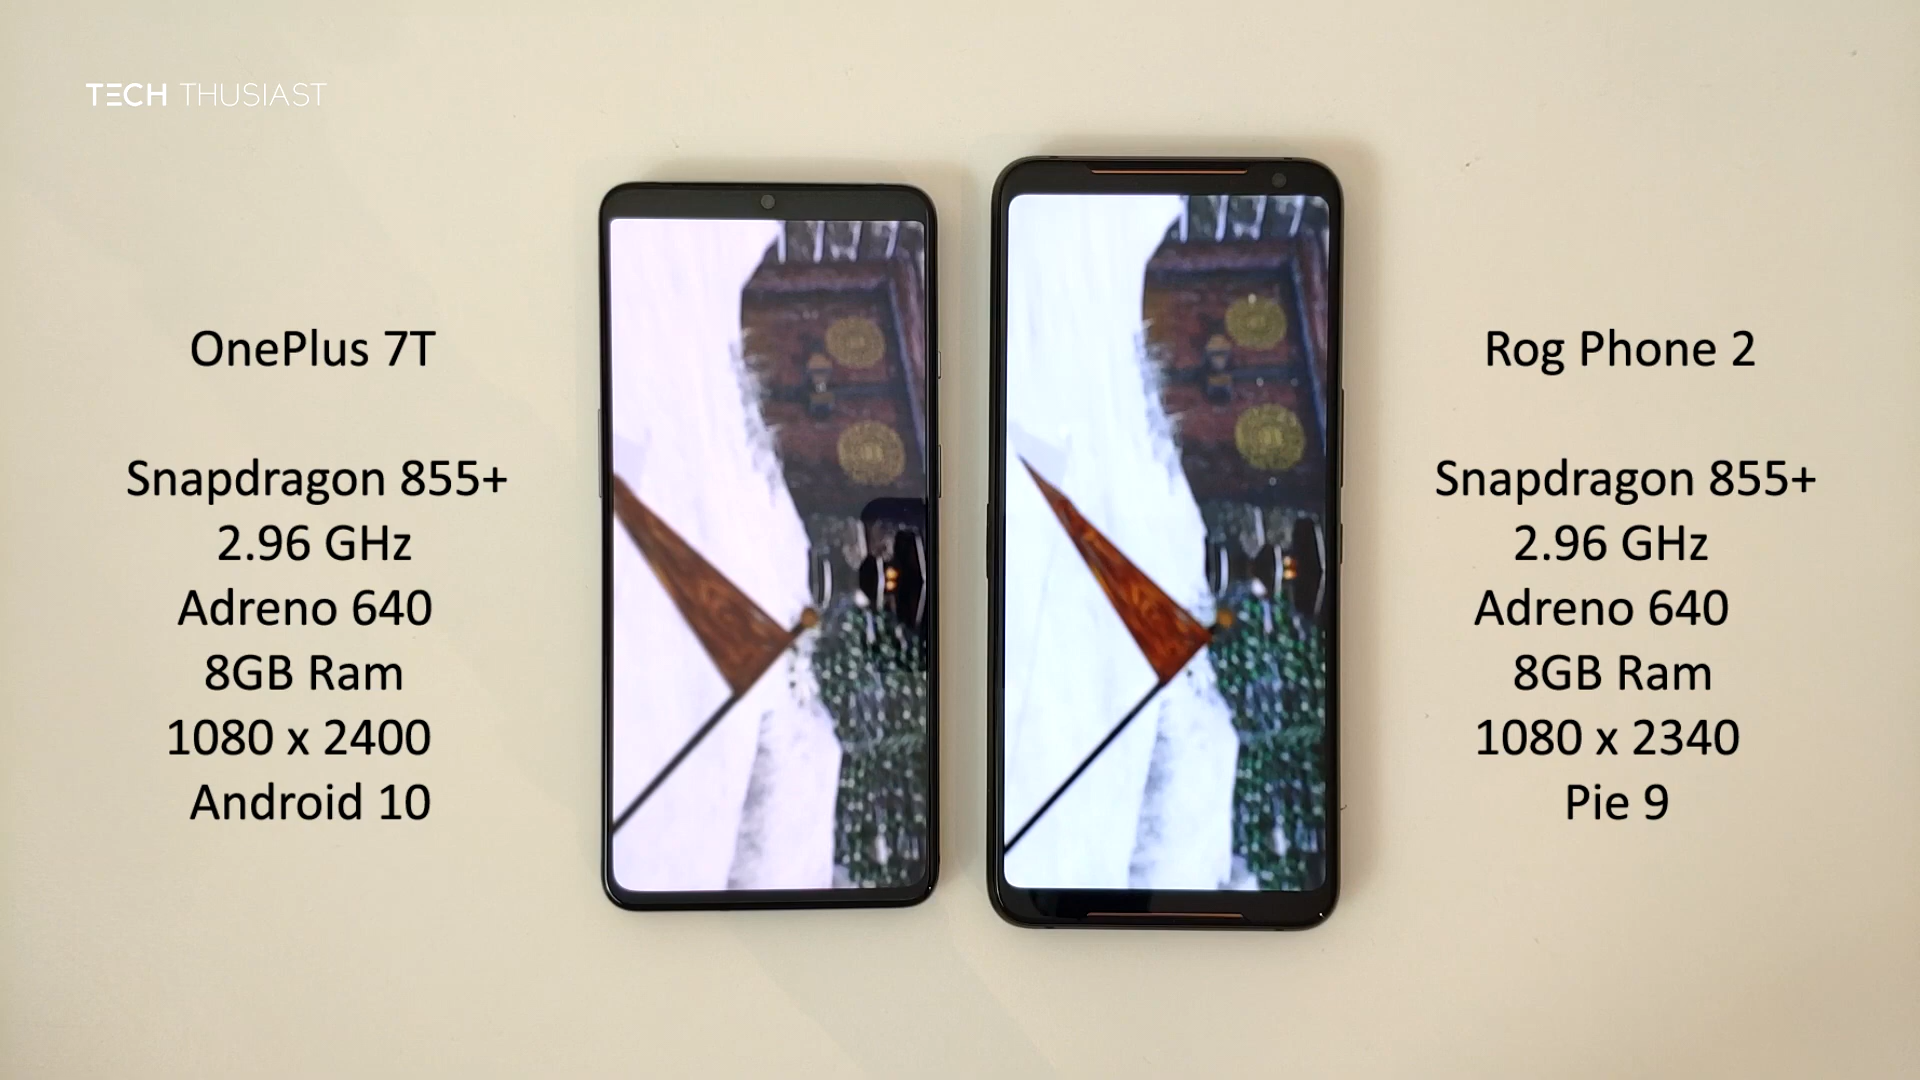 TECH THUSIAST
OnePlus 7T
Snapdragon 855+
2.96 GHz
Adreno 640
8GB Ram
1080 x 2400
Android 10
Rog Phone 2
Snapdragon 855+
2.96 GHz
Adreno 640
8GB Ram
1080 x 2340
Pie 9